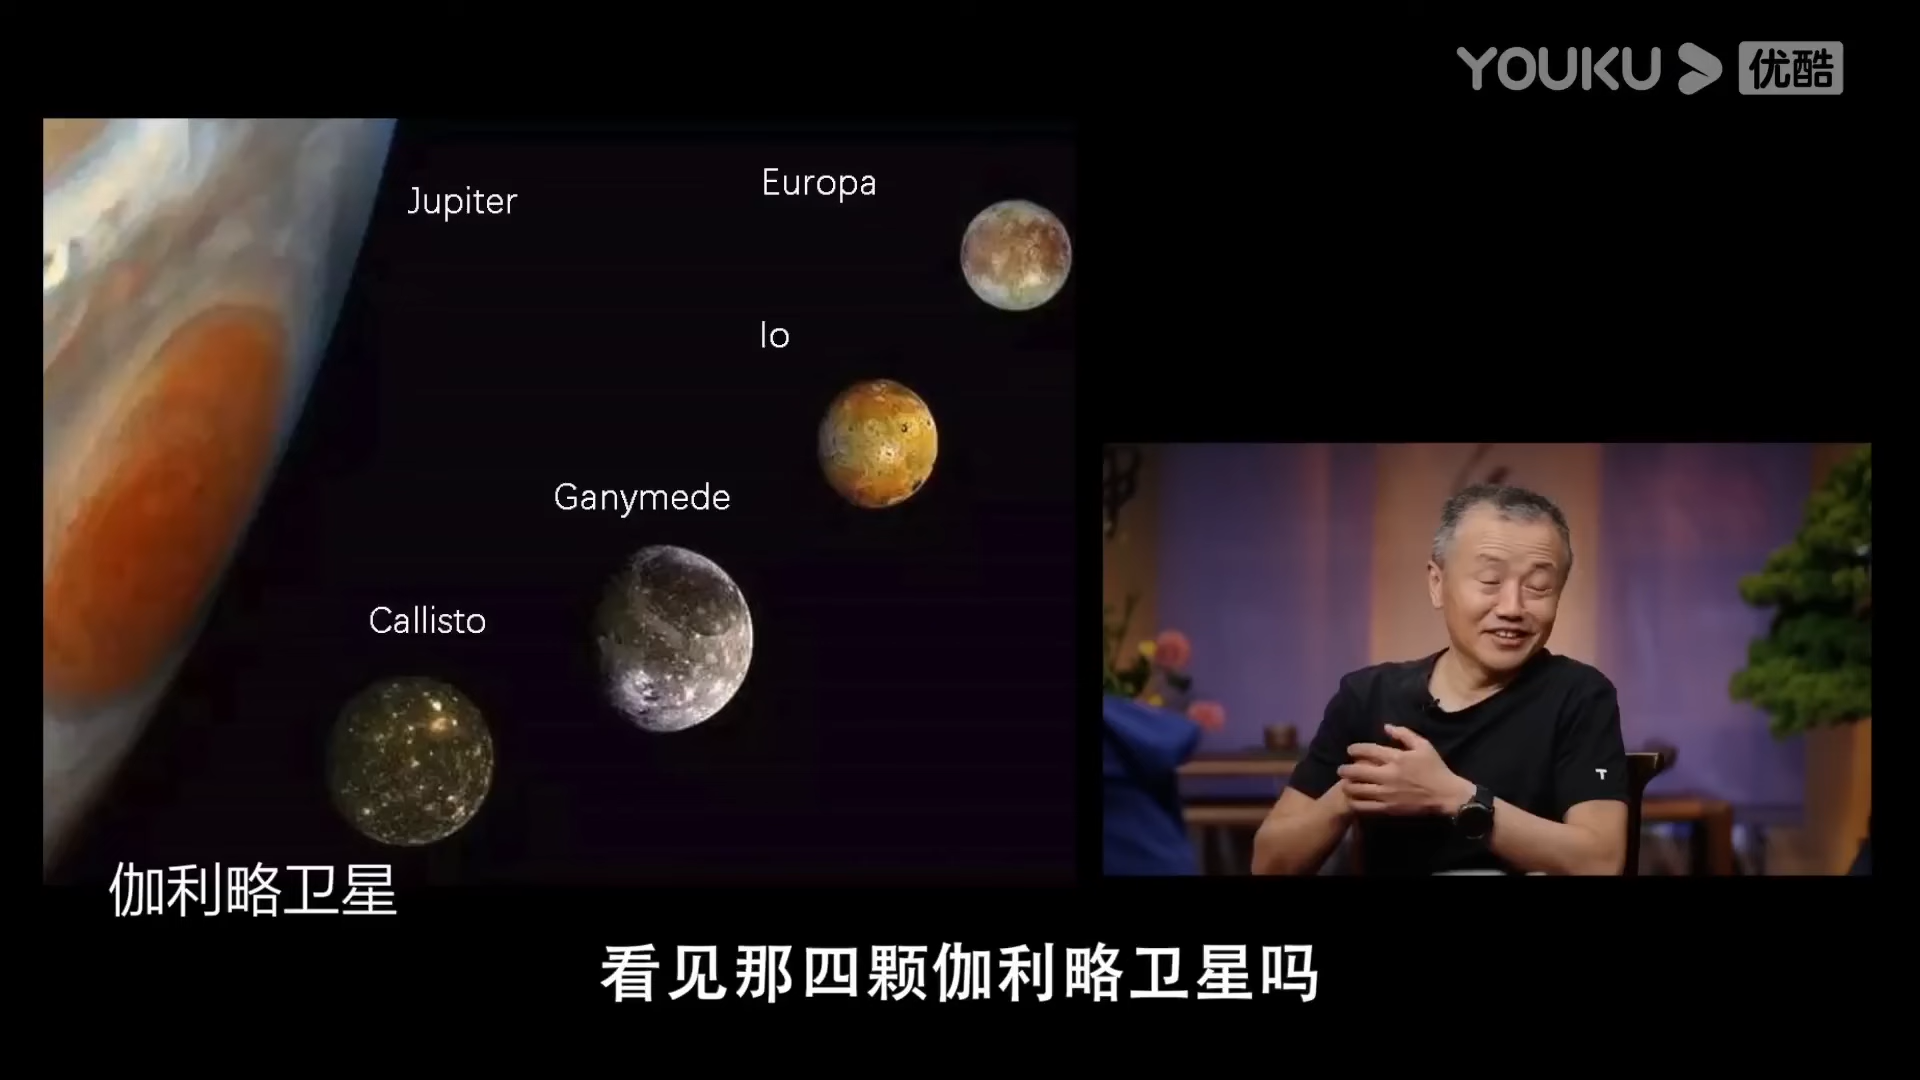 YOUKU 优酷
Jupiter
Europa
Io
Ganymede
Callisto
伽利略卫星
T
看见那四颗伽利略卫星吗